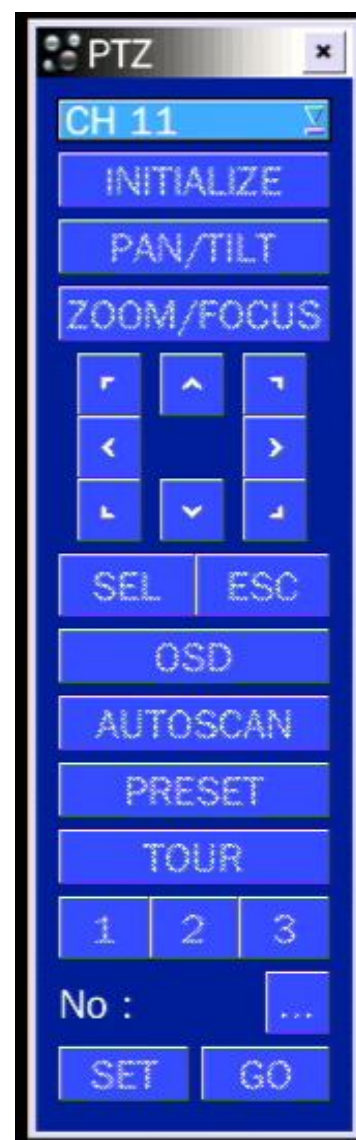 PTZ
CH 11
INITIALIZE
PAN/TILT
ZOOM/FOCUS
SEL ESC
OSD
AUTOSCAN
PRESET
TOUR
1 2 3
No : ...
SET GO